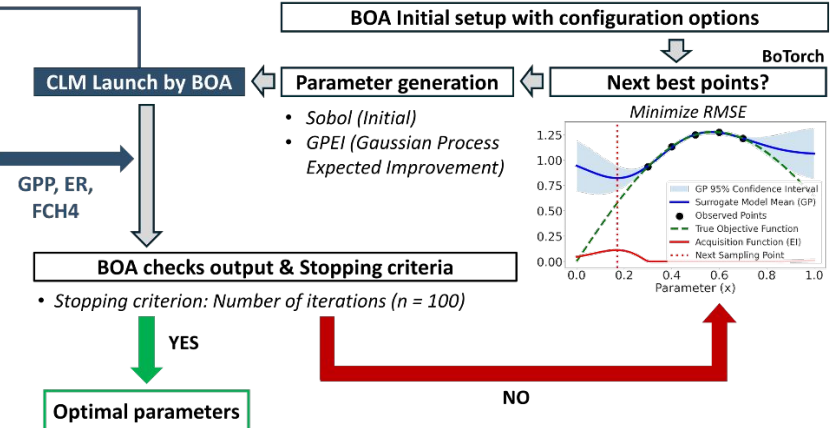 BOA Initial setup with configuration options
BoTorch
CLM Launch by BOA
Parameter generation
Next best points?
• Sobol (Initial)
• GPEI (Gaussian Process
Expected Improvement)
Minimize RMSE
1.25
1.00
0.75
0.50
0.25
0.00
GP 95% Confidence Interval
Surrogate Model Mean (GP)
Observed Points
True Objective Function
Acquisition Function (EI)
Next Sampling Point
0.0 0.2 0.4 0.6 0.8 1.0
Parameter (x)
GPP, ER,
FCH4
BOA checks output & Stopping criteria
• Stopping criterion: Number of iterations (n = 100)
YES
NO
Optimal parameters